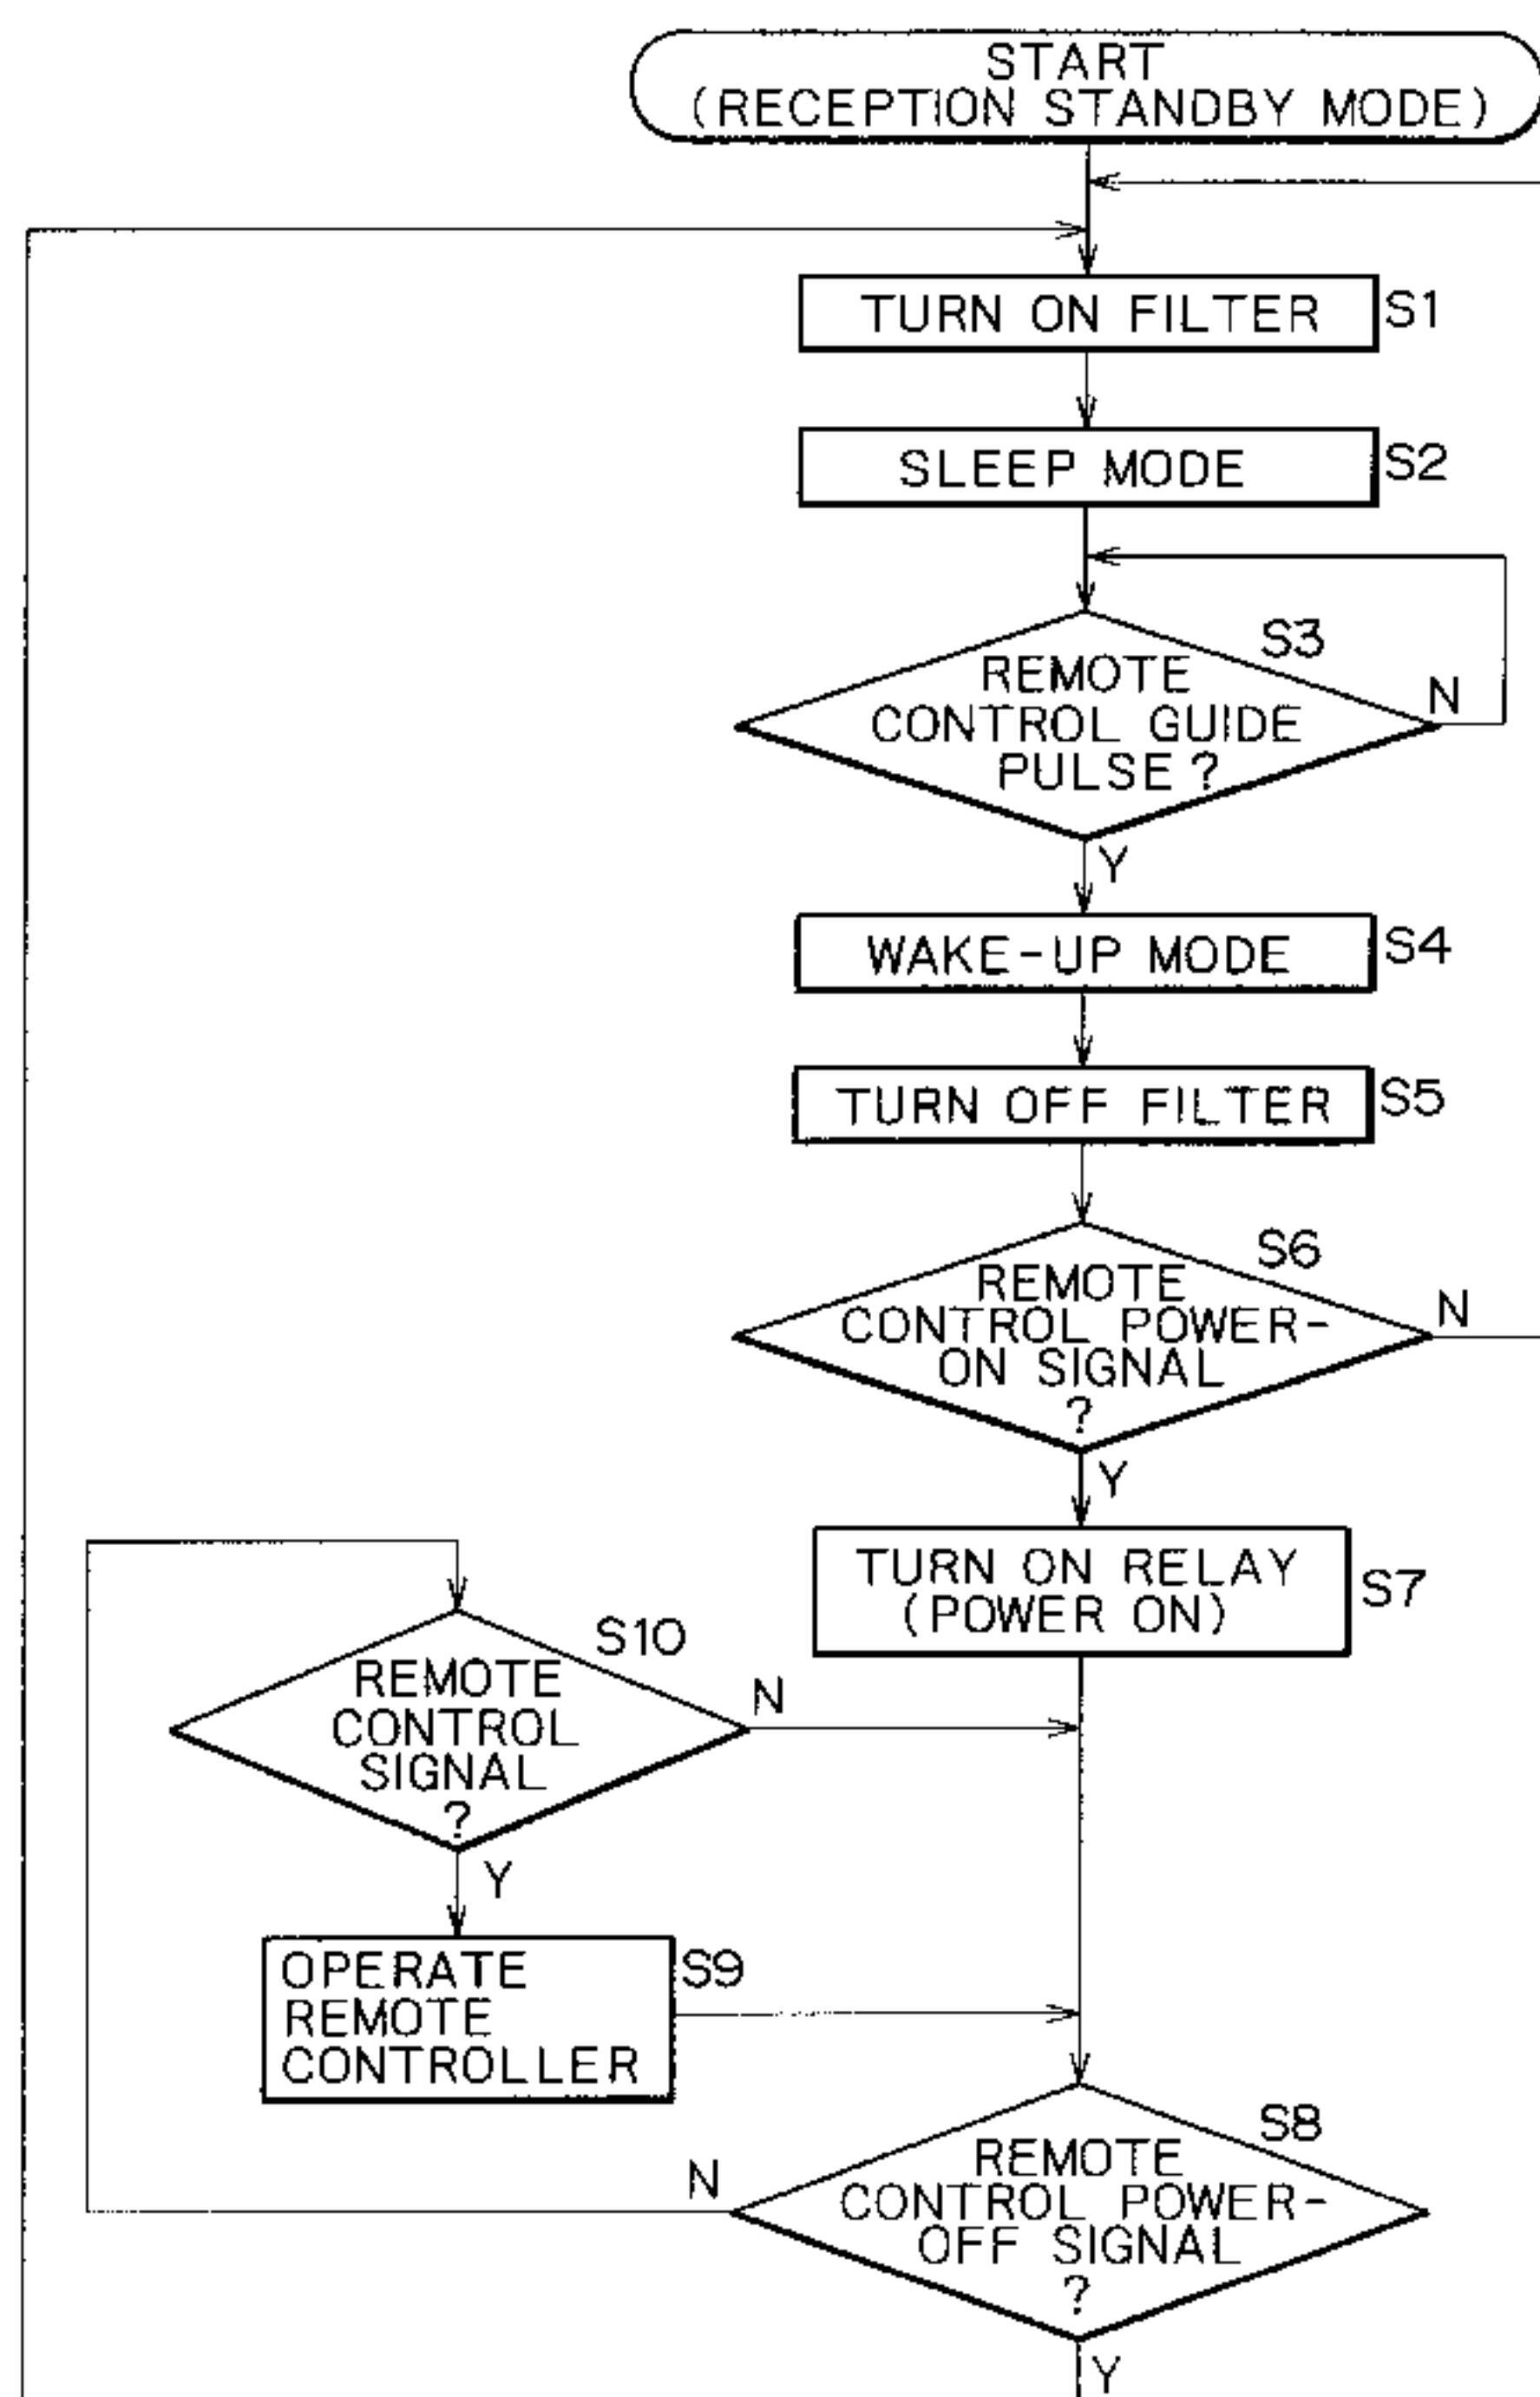 START
(RECEPTION STANDBY MODE)
TURN ON FILTER S1
SLEEP MODE S2
S3
REMOTE
CONTROL GUIDE
PULSE ?
N
Y
WAKE-UP MODE S4
TURN OFF FILTER S5
S6
REMOTE
CONTROL POWER-
ON SIGNAL
?
N
Y
TURN ON RELAY
(POWER ON)
S7
S10
REMOTE
CONTROL
SIGNAL
?
N
Y
OPERATE
REMOTE
CONTROLLER
S9
S8
REMOTE
CONTROL POWER-
OFF SIGNAL
?
N
Y